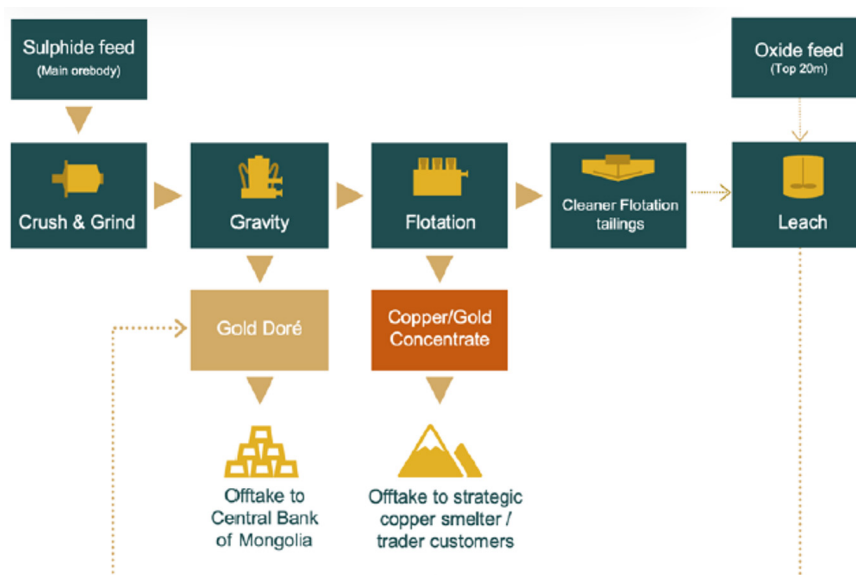 Sulphide feed
(Main orebody)
Oxide feed
(Top 20m)
Crush & Grind
Gravity
Flotation
Cleaner Flotation
tailings
Leach
Gold Doré
Copper/Gold
Concentrate
Offtake to
Central Bank
of Mongolia
Offtake to strategic
copper smelter /
trader customers